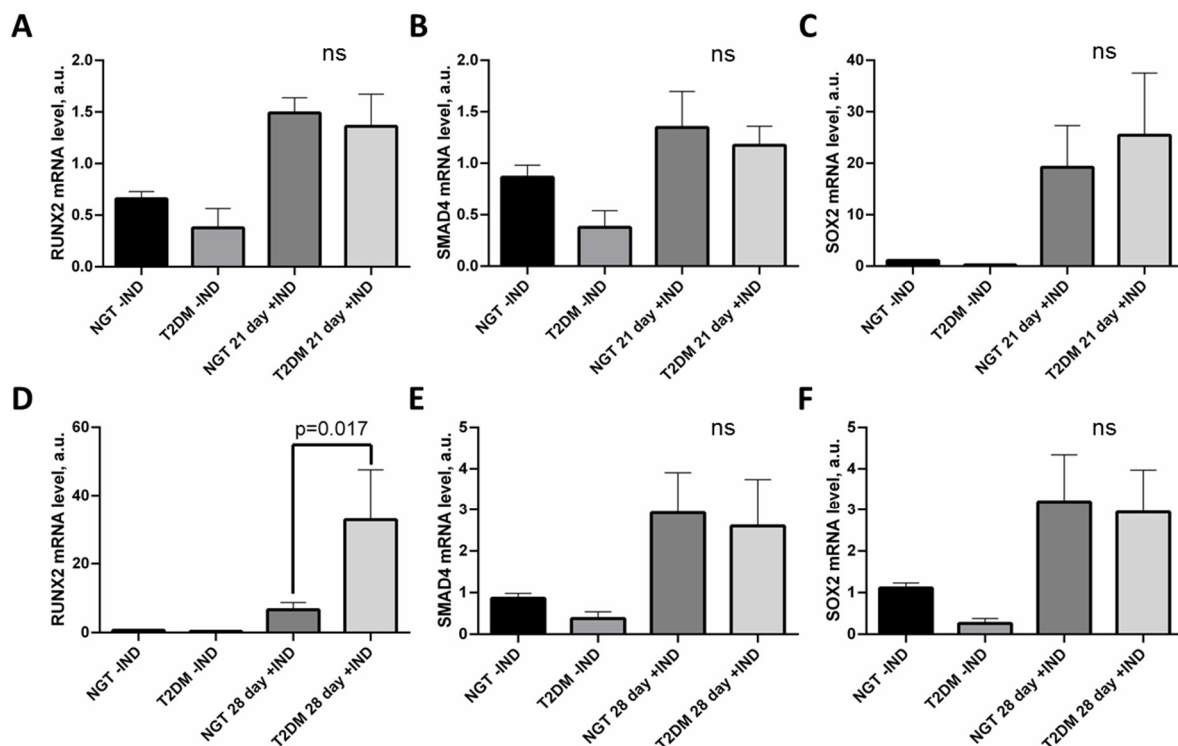 A
RUNX2 mRNA level, a.u.
2.0
1.5
1.0
0.5
0.0
ns
NGT -IND
T2DM -IND
NGT 21 day +IND
T2DM 21 day +IND
B
SMAD4 mRNA level, a.u.
2.0
1.5
1.0
0.5
0.0
ns
NGT -IND
T2DM -IND
NGT 21 day +IND
T2DM 21 day +IND
C
SOX2 mRNA level, a.u.
40
30
20
10
0
ns
NGT -IND
T2DM -IND
NGT 21 day +IND
T2DM 21 day +IND
D
RUNX2 mRNA level, a.u.
60
40
20
0
p=0.017
NGT -IND
T2DM -IND
NGT 28 day +IND
T2DM 28 day +IND
E
SMAD4 mRNA level, a.u.
5
4
3
2
1
0
ns
NGT -IND
T2DM -IND
NGT 28 day +IND
T2DM 28 day +IND
F
SOX2 mRNA level, a.u.
5
4
3
2
1
0
ns
NGT -IND
T2DM -IND
NGT 28 day +IND
T2DM 28 day +IND